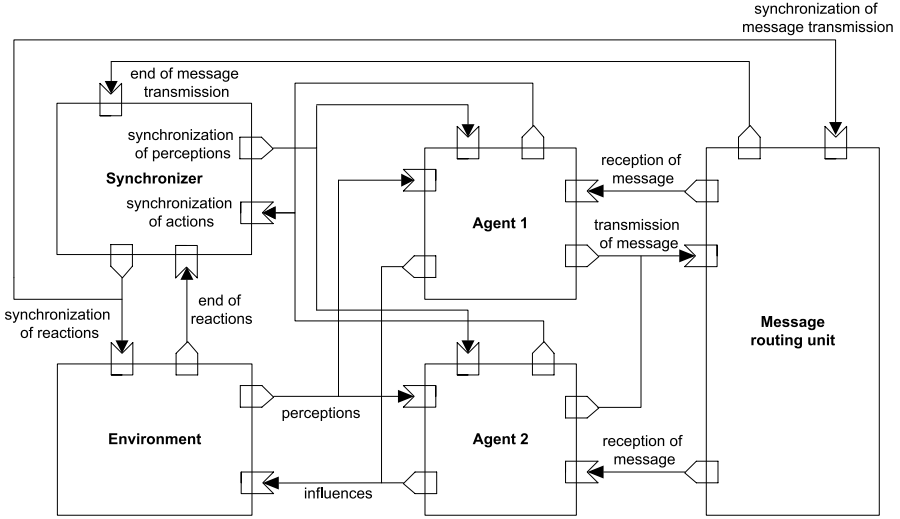 synchronization of
message transmission
end of message
transmission
synchronization
of perceptions
Synchronizer
synchronization
of actions
reception of
message
Agent 1
transmission
of message
synchronization
of reactions
end of
reactions
Message
routing unit
perceptions
Environment
Agent 2
reception of
message
influences